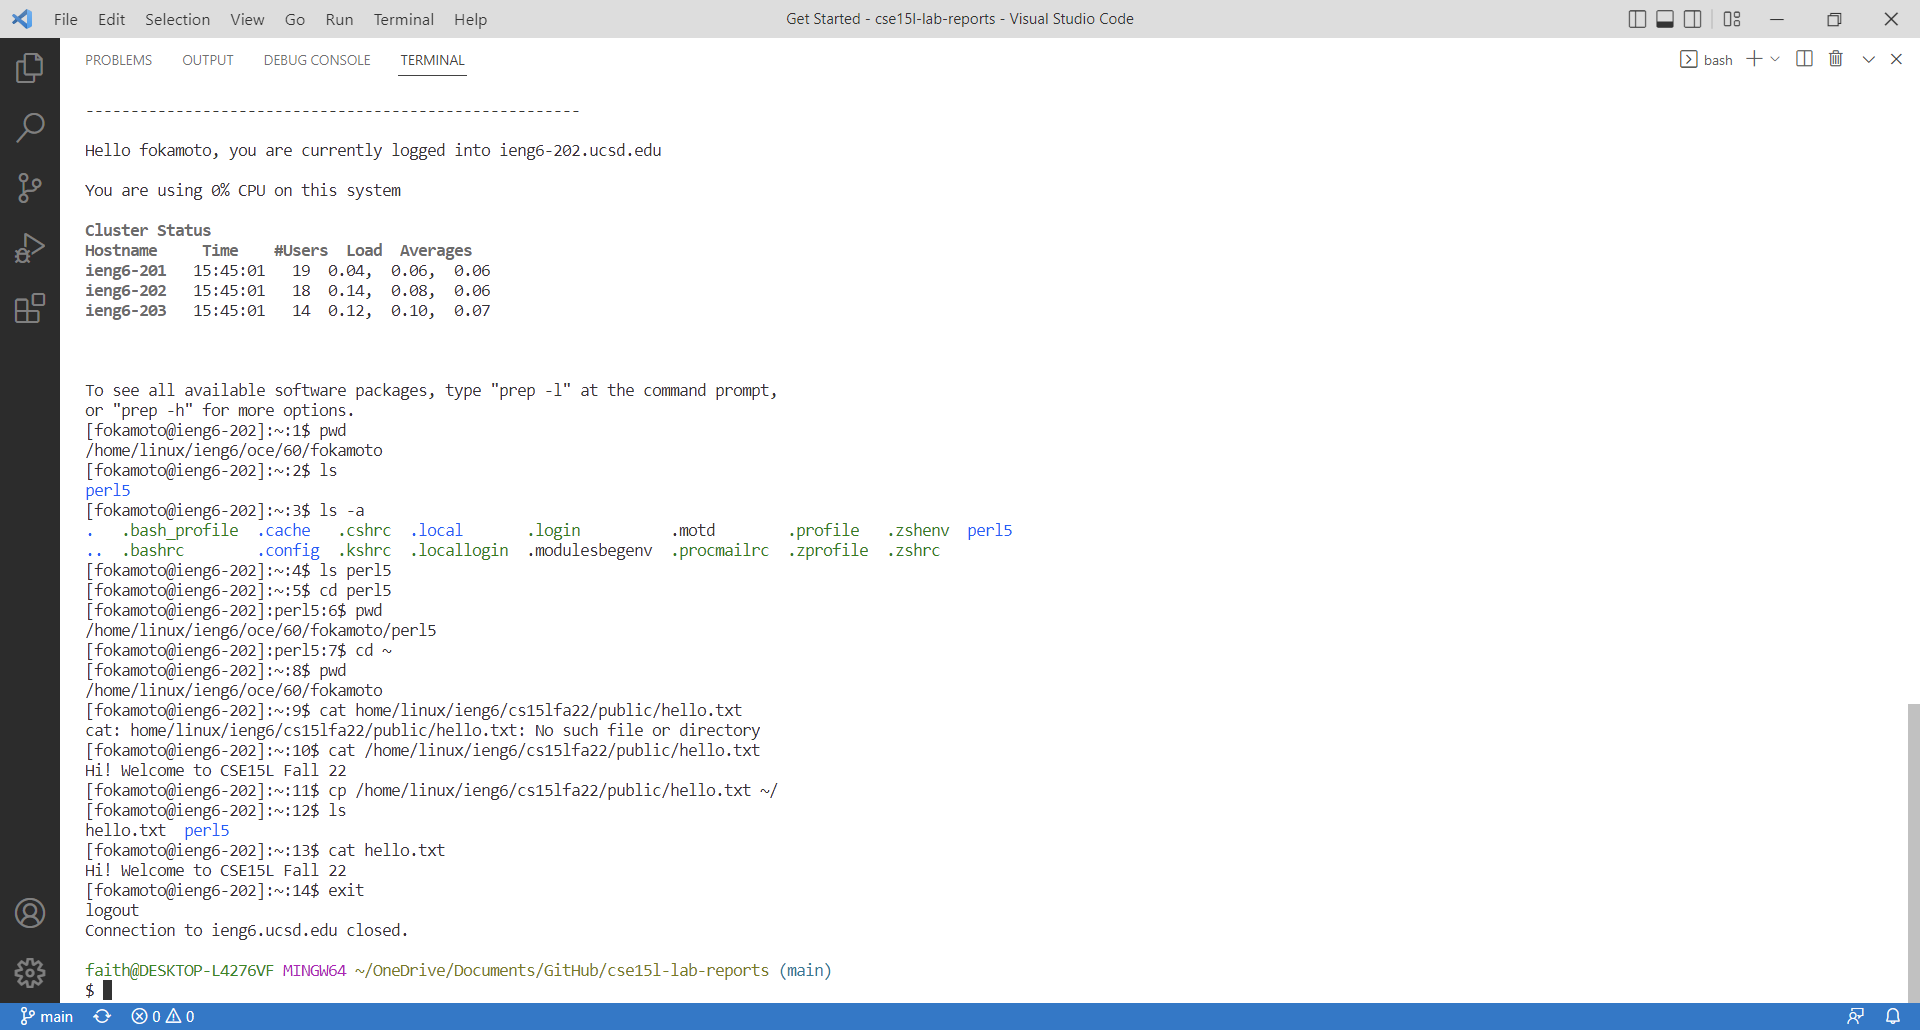 File Edit Selection View Go Run Terminal Help Get Started - cse15l-lab-reports - Visual Studio Code
PROBLEMS OUTPUT DEBUG CONSOLE TERMINAL bash
-------------------------------------------------------
Hello fokamoto, you are currently logged into ieng6-202.ucsd.edu
You are using 0% CPU on this system
Cluster Status
Hostname     Time    #Users  Load  Averages
ieng6-201   15:45:01   19  0.04,  0.06,  0.06
ieng6-202   15:45:01   18  0.14,  0.08,  0.06
ieng6-203   15:45:01   14  0.12,  0.10,  0.07
To see all available software packages, type "prep -l" at the command prompt,
or "prep -h" for more options.
[fokamoto@ieng6-202]:~:1$ pwd
/home/linux/ieng6/oce/60/fokamoto
[fokamoto@ieng6-202]:~:2$ ls
perl5
[fokamoto@ieng6-202]:~:3$ ls -a
.   .bash_profile  .cache   .cshrc  .local       .login          .motd        .profile   .zshenv  perl5
..  .bashrc        .config  .kshrc  .locallogin  .modulesbegenv  .procmailrc  .zprofile  .zshrc
[fokamoto@ieng6-202]:~:4$ ls perl5
[fokamoto@ieng6-202]:~:5$ cd perl5
[fokamoto@ieng6-202]:perl5:6$ pwd
/home/linux/ieng6/oce/60/fokamoto/perl5
[fokamoto@ieng6-202]:perl5:7$ cd ~
[fokamoto@ieng6-202]:~:8$ pwd
/home/linux/ieng6/oce/60/fokamoto
[fokamoto@ieng6-202]:~:9$ cat home/linux/ieng6/cs15lfa22/public/hello.txt
cat: home/linux/ieng6/cs15lfa22/public/hello.txt: No such file or directory
[fokamoto@ieng6-202]:~:10$ cat /home/linux/ieng6/cs15lfa22/public/hello.txt
Hi! Welcome to CSE15L Fall 22
[fokamoto@ieng6-202]:~:11$ cp /home/linux/ieng6/cs15lfa22/public/hello.txt ~/
[fokamoto@ieng6-202]:~:12$ ls
hello.txt  perl5
[fokamoto@ieng6-202]:~:13$ cat hello.txt
Hi! Welcome to CSE15L Fall 22
[fokamoto@ieng6-202]:~:14$ exit
logout
Connection to ieng6.ucsd.edu closed.
faith@DESKTOP-L4276VF MINGW64 ~/OneDrive/Documents/GitHub/cse15l-lab-reports (main)
$
main 0 0